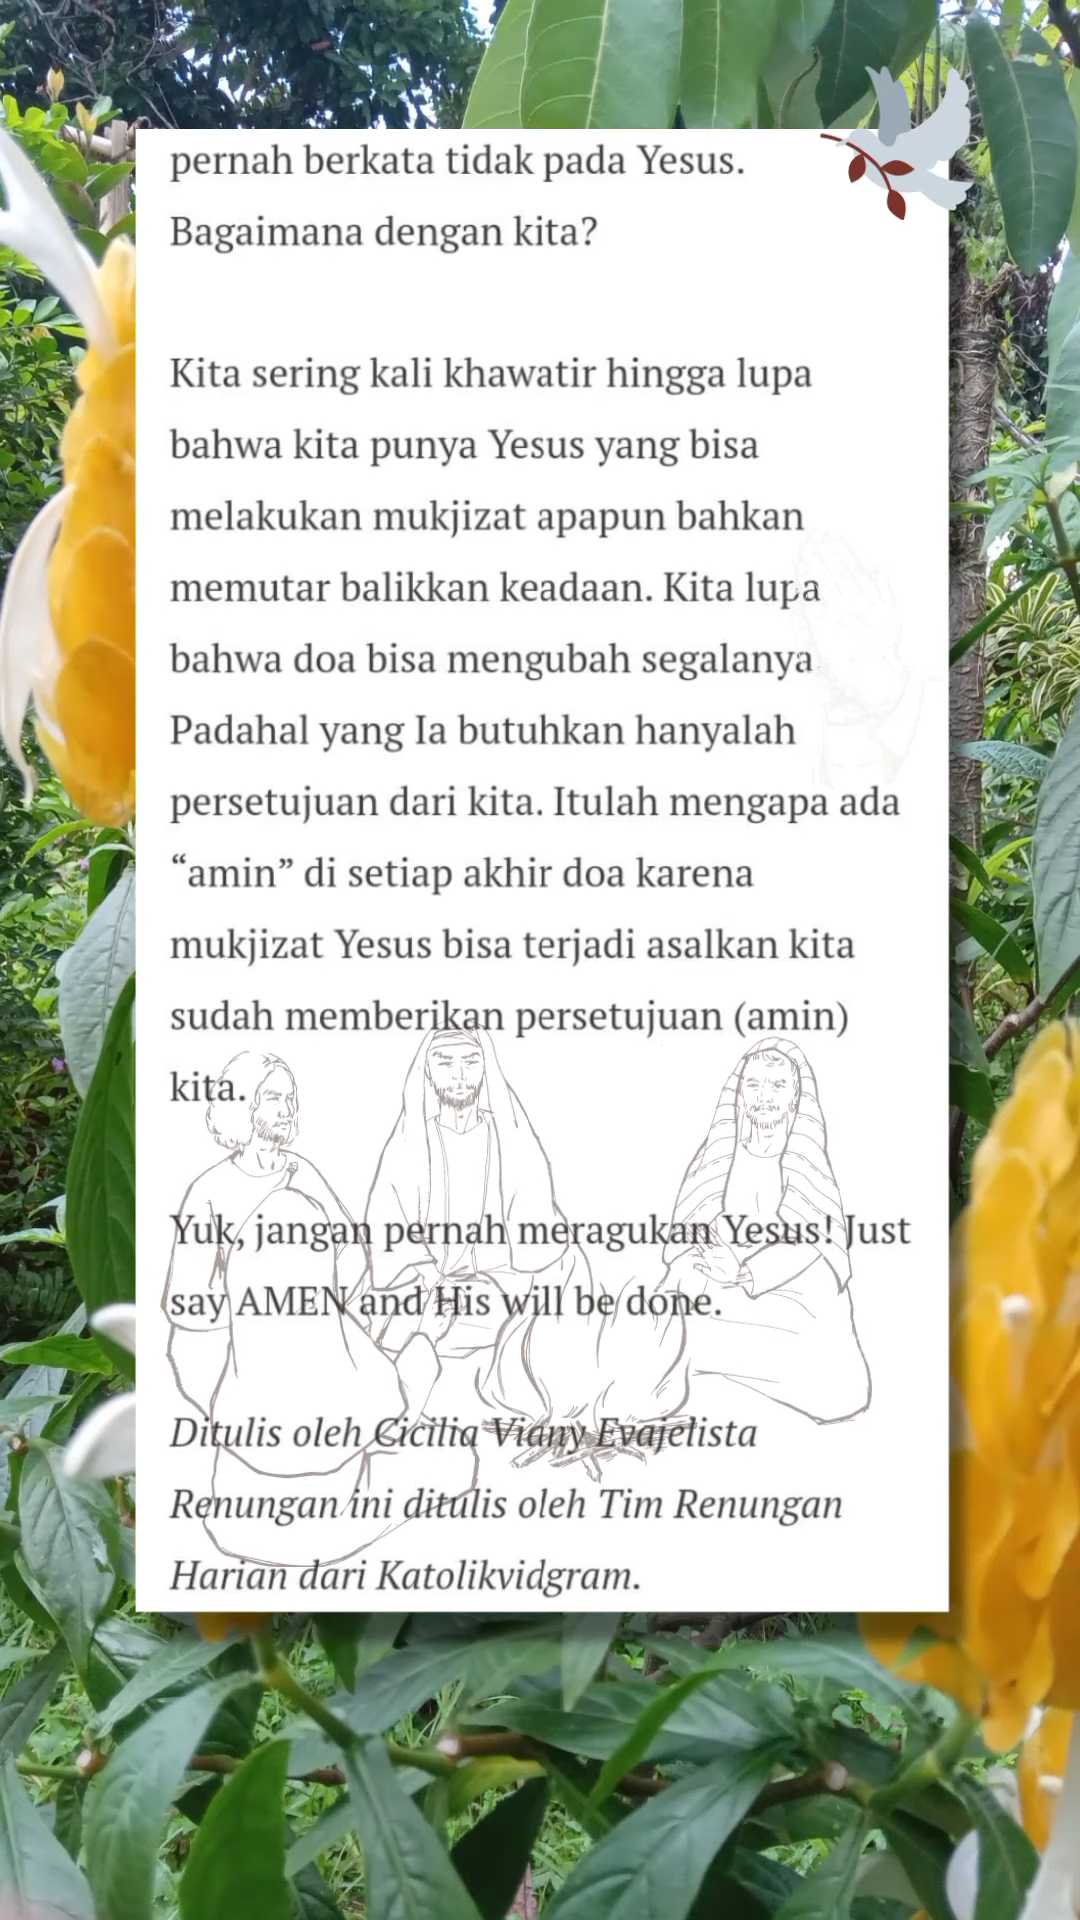 pernah berkata tidak pada Yesus.
Bagaimana dengan kita?
Kita sering kali khawatir hingga lupa
bahwa kita punya Yesus yang bisa
melakukan mukjizat apapun bahkan
memutar balikkan keadaan. Kita lupa
bahwa doa bisa mengubah segalanya
Padahal yang Ia butuhkan hanyalah
persetujuan dari kita. Itulah mengapa ada
“amin” di setiap akhir doa karena
mukjizat Yesus bisa terjadi asalkan kita
sudah memberikan persetujuan (amin)
kita.
Yuk, jangan pernah meragukan Yesus! Just
say AMEN and His will be done.
Ditulis oleh Cicilia Viany Evajelista
Renungan ini ditulis oleh Tim Renungan
Harian dari Katolikvidgram.